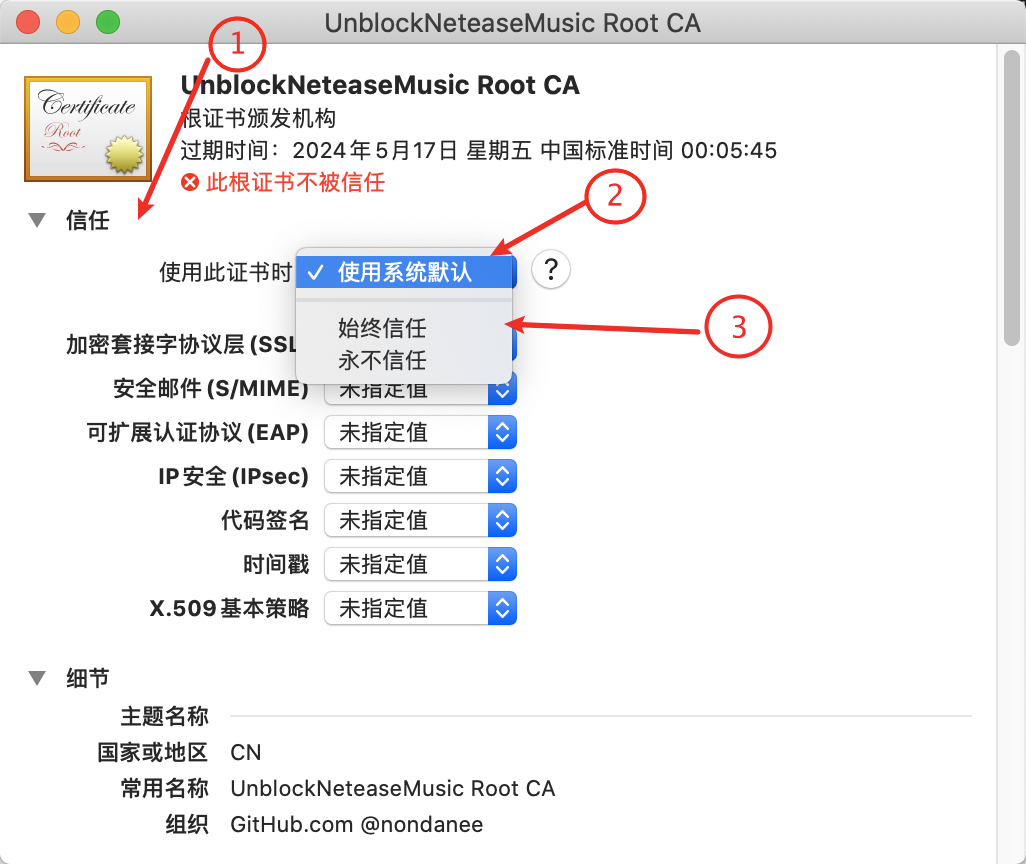 UnblockNeteaseMusic Root CA
1
Certificate
Root
UnblockNeteaseMusic Root CA
根证书颁发机构
过期时间：2024年5月17日 星期五 中国标准时间 00:05:45
此根证书不被信任
2
信任
使用此证书时 ✓ 使用系统默认 ?
始终信任
3
加密套接字协议层 (SSL
永不信任
安全邮件 (S/MIME) 未指定值
可扩展认证协议 (EAP) 未指定值
IP 安全 (IPsec) 未指定值
代码签名 未指定值
时间戳 未指定值
X.509 基本策略 未指定值
细节
主题名称
国家或地区 CN
常用名称 UnblockNeteaseMusic Root CA
组织 GitHub.com @nondanee